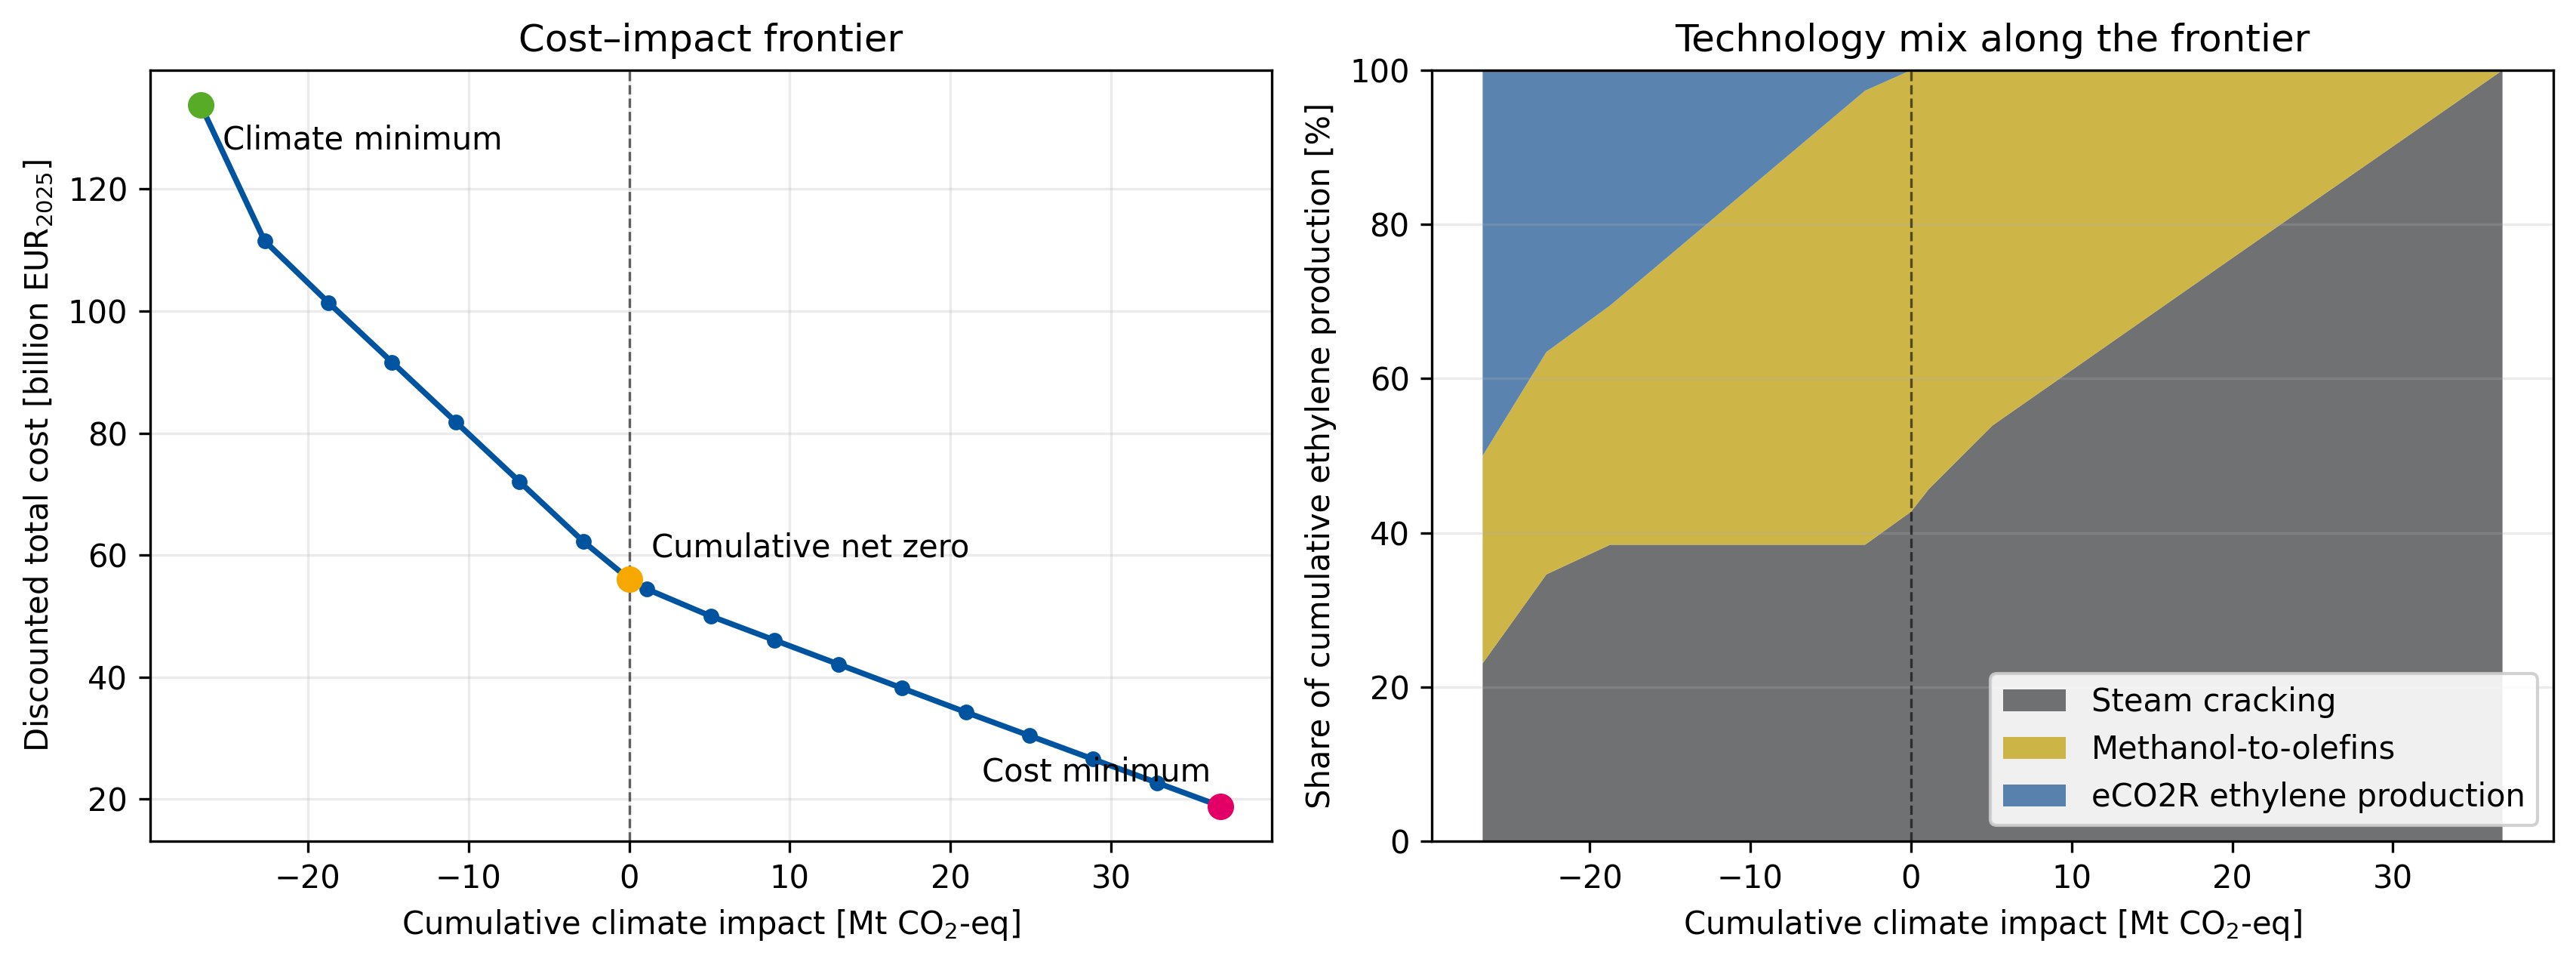 Cost–impact frontier
Discounted total cost [billion EUR₂₀₂₅]
120
100
80
60
40
20
Climate minimum
Cumulative net zero
Cost minimum
−20
−10
0
10
20
30
Cumulative climate impact [Mt CO₂-eq]
Technology mix along the frontier
Share of cumulative ethylene production [%]
100
80
60
40
20
0
Steam cracking
Methanol-to-olefins
eCO2R ethylene production
−20
−10
0
10
20
30
Cumulative climate impact [Mt CO₂-eq]